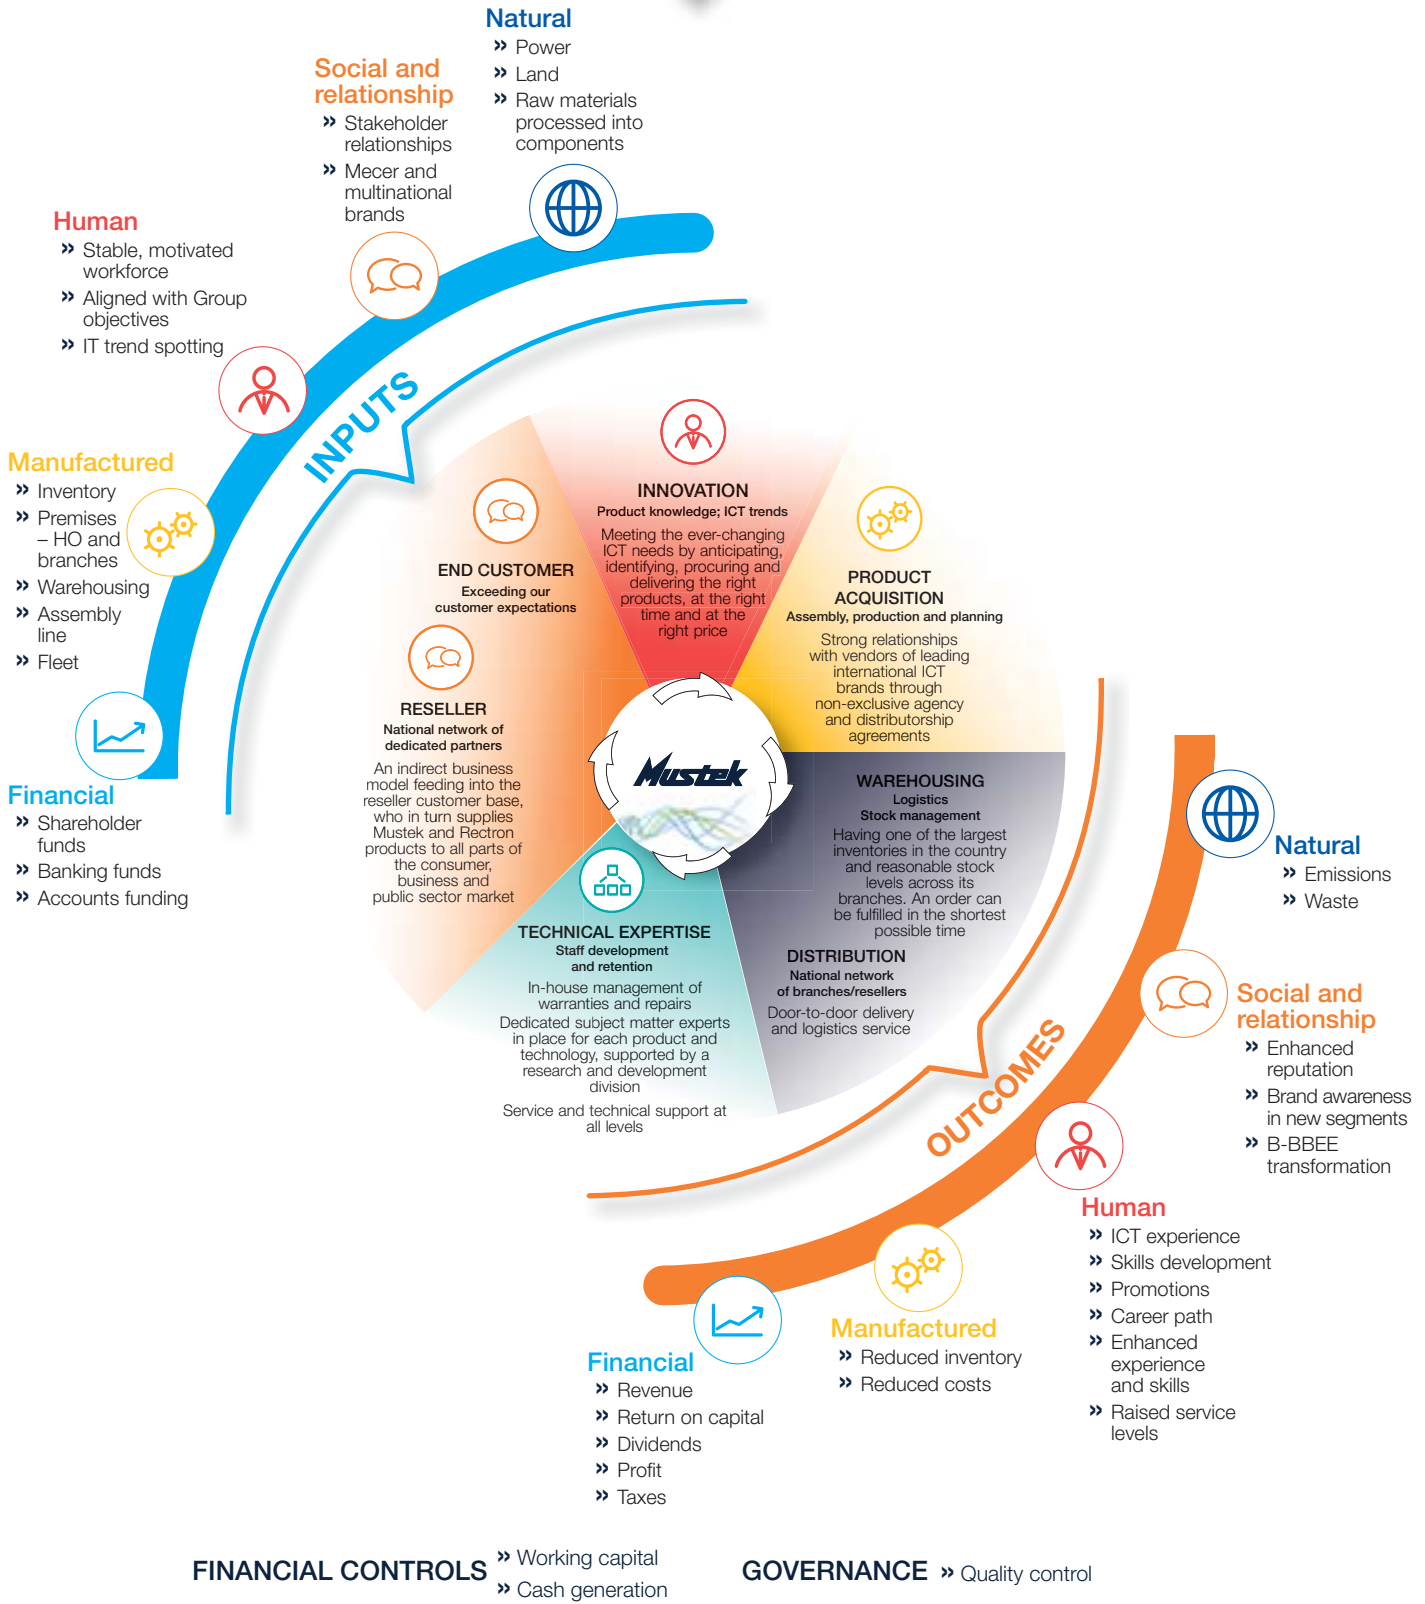 Natural
» Power
» Land
» Raw materials
processed into
components
Social and
relationship
» Stakeholder
relationships
» Mecer and
multinational
brands
Human
» Stable, motivated
workforce
» Aligned with Group
objectives
» IT trend spotting
Manufactured
» Inventory
» Premises
– HO and
branches
» Warehousing
» Assembly
line
» Fleet
Financial
» Shareholder
funds
» Banking funds
» Accounts funding
INPUTS
INNOVATION
Product knowledge; ICT trends
Meeting the ever-changing
ICT needs by anticipating,
identifying, procuring and
delivering the right
products, at the right
time and at the
right price
PRODUCT
ACQUISITION
Assembly, production and planning
Strong relationships
with vendors of leading
international ICT
brands through
non-exclusive agency
and distributorship
agreements
WAREHOUSING
Logistics
Stock management
Having one of the largest
inventories in the country
and reasonable stock
levels across its
branches. An order can
be fulfilled in the shortest
possible time
DISTRIBUTION
National network
of branches/resellers
Door-to-door delivery
and logistics service
TECHNICAL EXPERTISE
Staff development
and retention
In-house management of
warranties and repairs
Dedicated subject matter experts
in place for each product and
technology, supported by a
research and development
division
Service and technical support at
all levels
END CUSTOMER
Exceeding our
customer expectations
RESELLER
National network of
dedicated partners
An indirect business
model feeding into the
reseller customer base,
who in turn supplies
Mustek and Rectron
products to all parts of
the consumer,
business and
public sector market
Mustek
OUTCOMES
Natural
» Emissions
» Waste
Social and
relationship
» Enhanced
reputation
» Brand awareness
in new segments
» B-BBEE
transformation
Human
» ICT experience
» Skills development
» Promotions
» Career path
» Enhanced
experience
and skills
» Raised service
levels
Manufactured
» Reduced inventory
» Reduced costs
Financial
» Revenue
» Return on capital
» Dividends
» Profit
» Taxes
FINANCIAL CONTROLS
» Working capital
» Cash generation
GOVERNANCE » Quality control